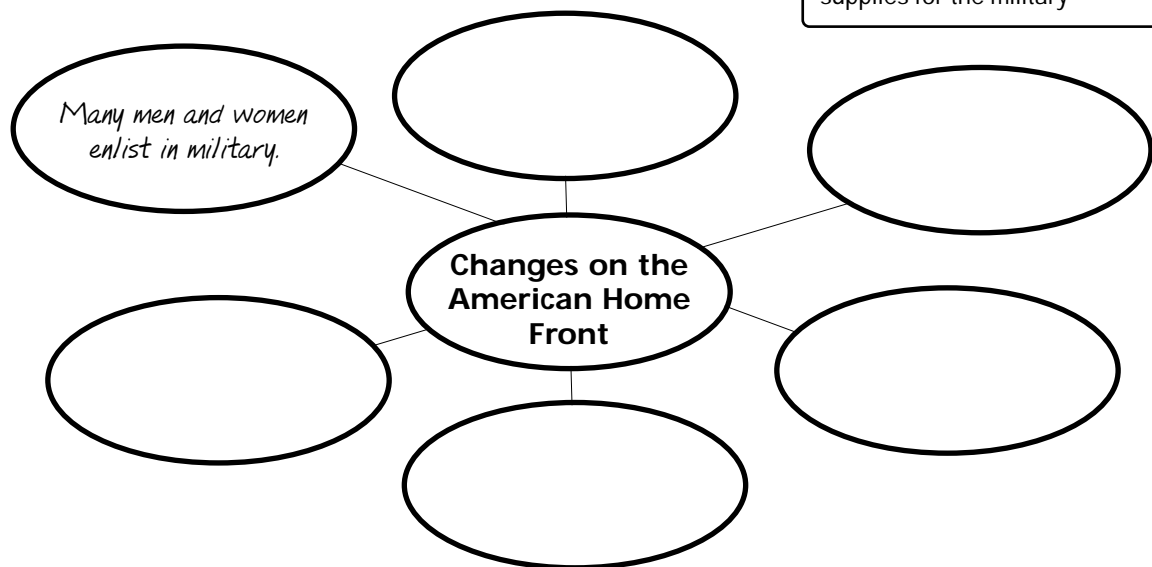 supplies for the military
Many men and women
enlist in military.
Changes on the
American Home
Front